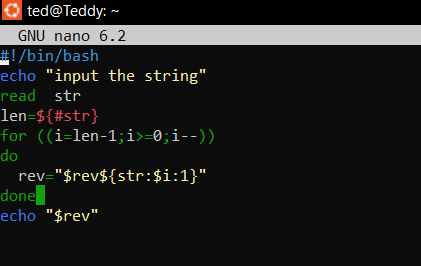 ted@Teddy: ~
GNU nano 6.2
#!/bin/bash
echo "input the string"
read  str
len=${#str}
for ((i=len-1;i>=0;i--))
do
  rev="$rev${str:$i:1}"
done
echo "$rev"